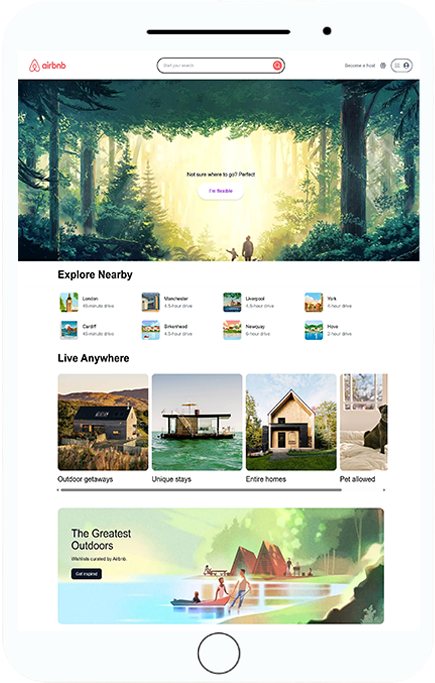 airbnb
Start your search
Become a host
Not sure where to go? Perfect
I'm flexible
Explore Nearby
London
45-minute drive
Manchester
4.5-hour drive
Liverpool
4.5-hour drive
York
4-hour drive
Cardiff
45-minute drive
Birkenhead
4.5-hour drive
Newquay
6-hour drive
Hove
2-hour drive
Live Anywhere
Outdoor getaways
Unique stays
Entire homes
Pet allowed
The Greatest
Outdoors
Wishlists curated by Airbnb.
Get inspired